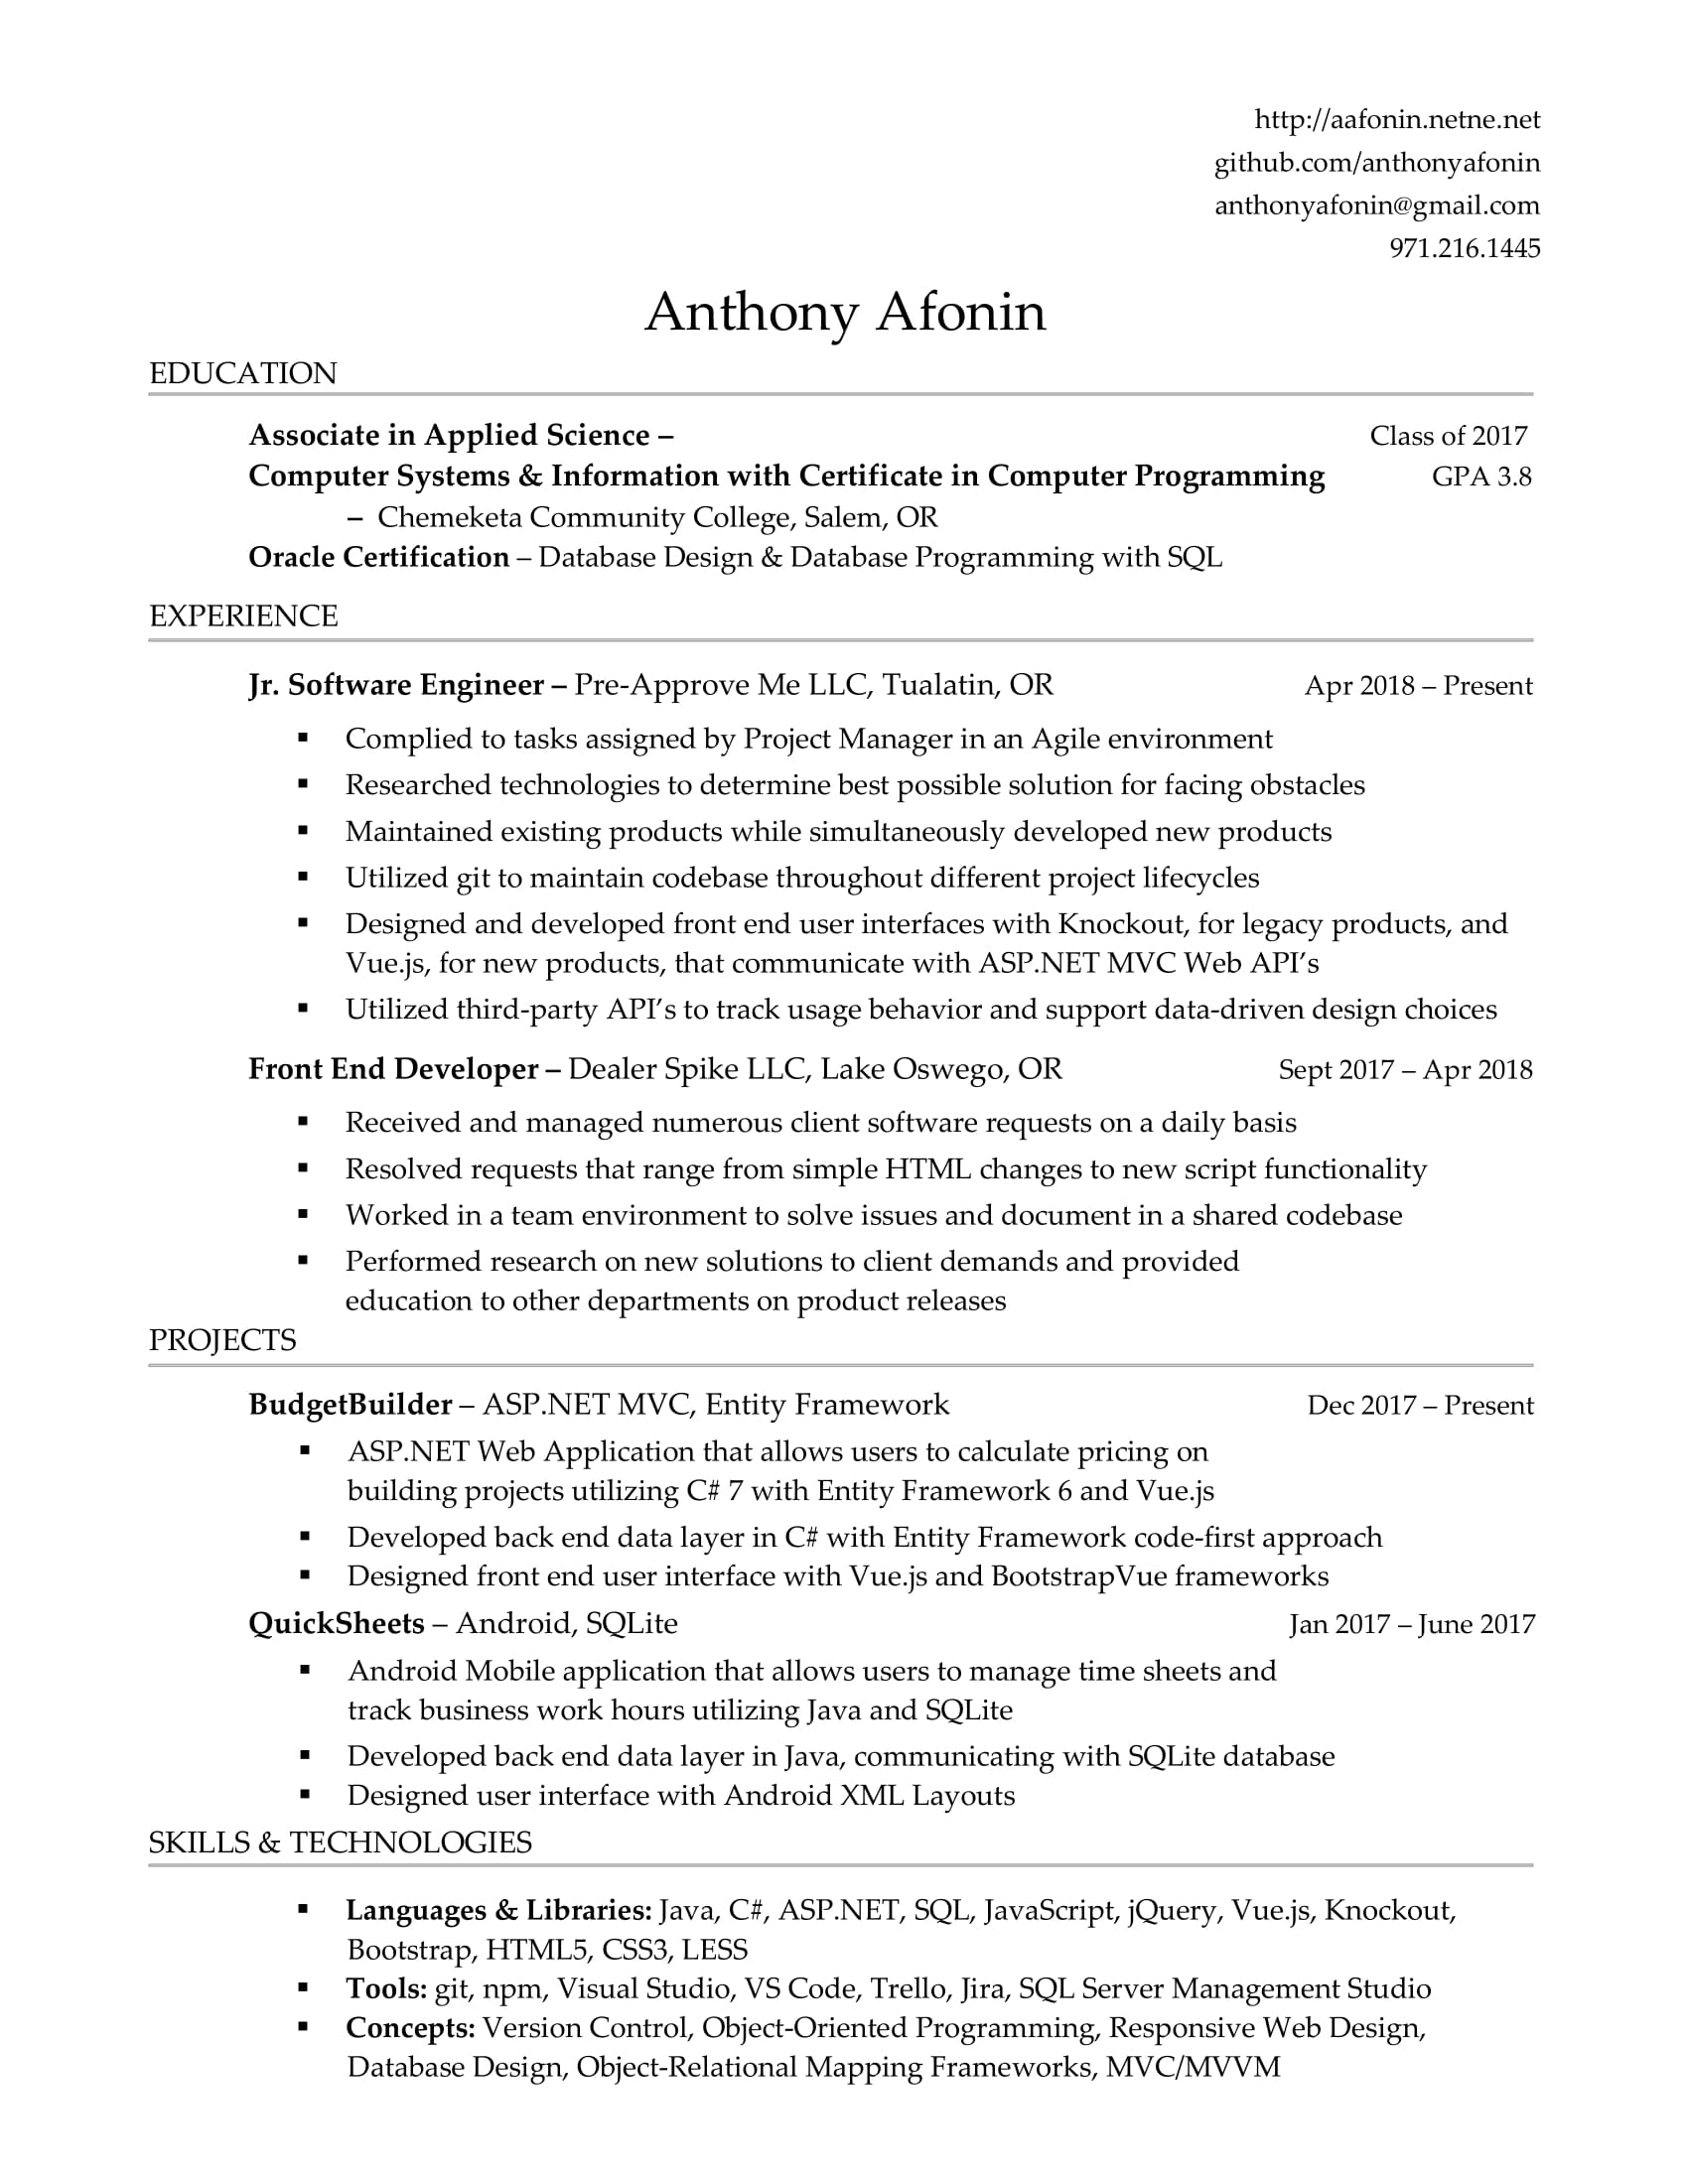 http://aafonin.netne.net
github.com/anthonyafonin
anthonyafonin@gmail.com
971.216.1445
Anthony Afonin
EDUCATION
Associate in Applied Science – Class of 2017
Computer Systems & Information with Certificate in Computer Programming GPA 3.8
– Chemeketa Community College, Salem, OR
Oracle Certification – Database Design & Database Programming with SQL
EXPERIENCE
Jr. Software Engineer – Pre-Approve Me LLC, Tualatin, OR Apr 2018 – Present
▪ Complied to tasks assigned by Project Manager in an Agile environment
▪ Researched technologies to determine best possible solution for facing obstacles
▪ Maintained existing products while simultaneously developed new products
▪ Utilized git to maintain codebase throughout different project lifecycles
▪ Designed and developed front end user interfaces with Knockout, for legacy products, and
Vue.js, for new products, that communicate with ASP.NET MVC Web API’s
▪ Utilized third-party API’s to track usage behavior and support data-driven design choices
Front End Developer – Dealer Spike LLC, Lake Oswego, OR Sept 2017 – Apr 2018
▪ Received and managed numerous client software requests on a daily basis
▪ Resolved requests that range from simple HTML changes to new script functionality
▪ Worked in a team environment to solve issues and document in a shared codebase
▪ Performed research on new solutions to client demands and provided
education to other departments on product releases
PROJECTS
BudgetBuilder – ASP.NET MVC, Entity Framework Dec 2017 – Present
▪ ASP.NET Web Application that allows users to calculate pricing on
building projects utilizing C# 7 with Entity Framework 6 and Vue.js
▪ Developed back end data layer in C# with Entity Framework code-first approach
▪ Designed front end user interface with Vue.js and BootstrapVue frameworks
QuickSheets – Android, SQLite Jan 2017 – June 2017
▪ Android Mobile application that allows users to manage time sheets and
track business work hours utilizing Java and SQLite
▪ Developed back end data layer in Java, communicating with SQLite database
▪ Designed user interface with Android XML Layouts
SKILLS & TECHNOLOGIES
▪ Languages & Libraries: Java, C#, ASP.NET, SQL, JavaScript, jQuery, Vue.js, Knockout,
Bootstrap, HTML5, CSS3, LESS
▪ Tools: git, npm, Visual Studio, VS Code, Trello, Jira, SQL Server Management Studio
▪ Concepts: Version Control, Object-Oriented Programming, Responsive Web Design,
Database Design, Object-Relational Mapping Frameworks, MVC/MVVM